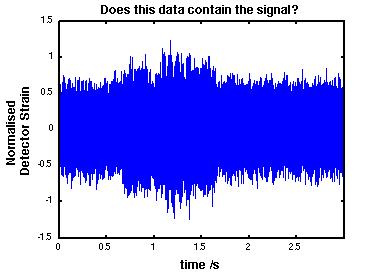 Does this data contain the signal?
1.5
1
0.5
0
-0.5
-1
-1.5
Normalised
Detector Strain
0 0.5 1 1.5 2 2.5
time /s